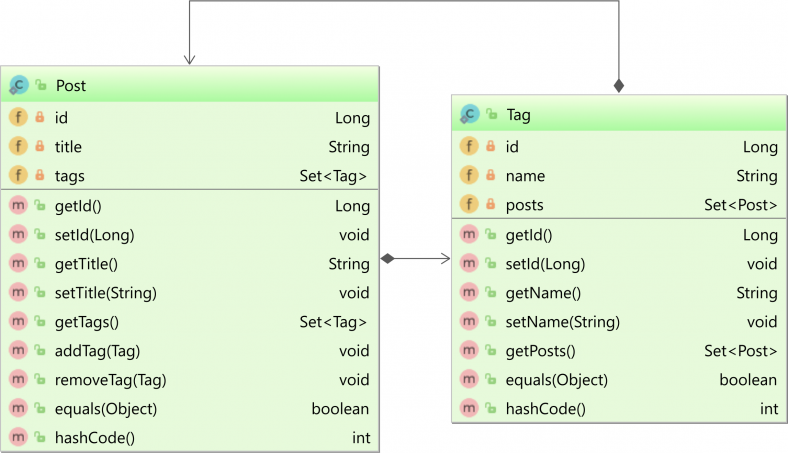 Post
id Long
title String
tags Set<Tag>
getId() Long
setId(Long) void
getTitle() String
setTitle(String) void
getTags() Set<Tag>
addTag(Tag) void
removeTag(Tag) void
equals(Object) boolean
hashCode() int
Tag
id Long
name String
posts Set<Post>
getId() Long
setId(Long) void
getName() String
setName(String) void
getPosts() Set<Post>
equals(Object) boolean
hashCode() int